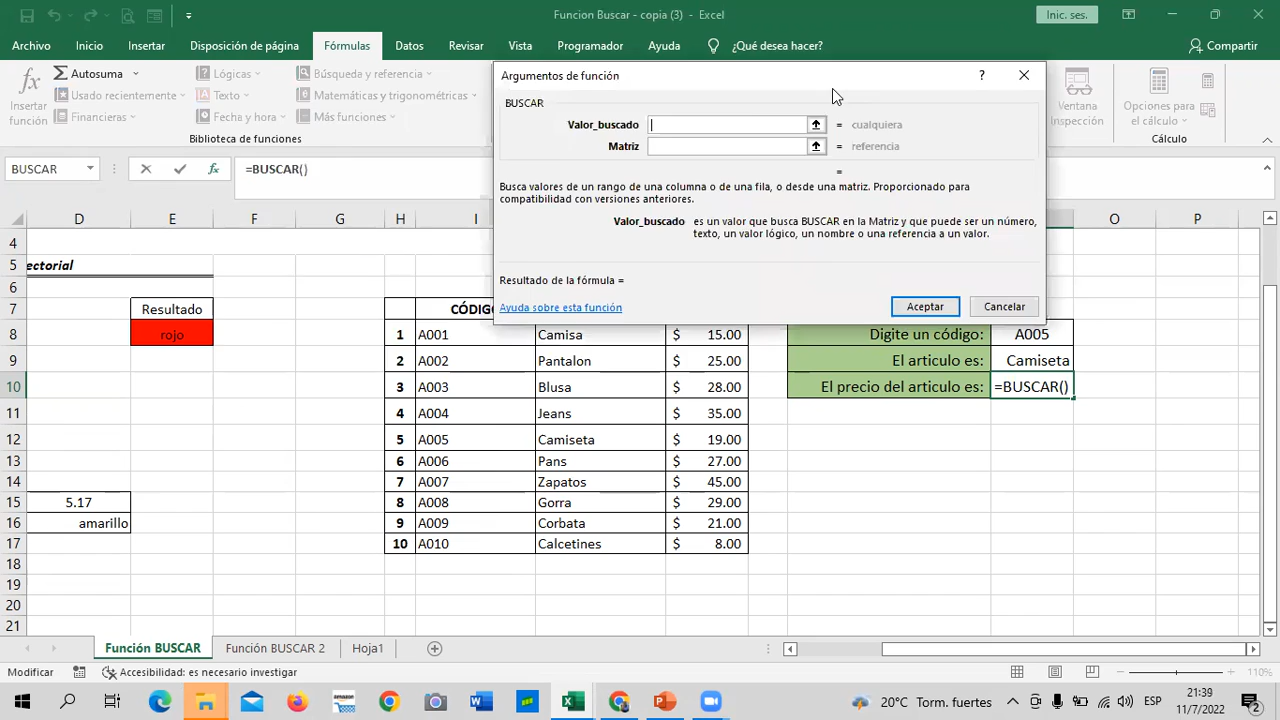 Funcion Buscar - copia (3) - Excel
Inic. ses.
Archivo Inicio Insertar Disposición de página Fórmulas Datos Revisar Vista Programador Ayuda ¿Qué desea hacer? Compartir
Insertar función
Autosuma
Usado recientemente
Financieras
Lógicas
Texto
Fecha y hora
Búsqueda y referencia
Matemáticas y trigonométricas
Más funciones
Biblioteca de funciones
Ventana Inspección
Opciones para el cálculo
Cálculo
Argumentos de función
?
BUSCAR
Valor_buscado = cualquiera
Matriz = referencia
=
Busca valores de un rango de una columna o de una fila, o desde una matriz. Proporcionado para
compatibilidad con versiones anteriores.
Valor_buscado es un valor que busca BUSCAR en la Matriz y que puede ser un número,
texto, un valor lógico, un nombre o una referencia a un valor.
Resultado de la fórmula =
Ayuda sobre esta función
Aceptar Cancelar
BUSCAR fx =BUSCAR()
D E F G H I O P
4
5 ectorial
6
7 Resultado
8 rojo 1 A001 Camisa $ 15.00 Digite un código: A005
9 2 A002 Pantalon $ 25.00 El articulo es: Camiseta
10 3 A003 Blusa $ 28.00 El precio del articulo es: =BUSCAR()
11 4 A004 Jeans $ 35.00
12 5 A005 Camiseta $ 19.00
13 6 A006 Pans $ 27.00
14 7 A007 Zapatos $ 45.00
15 5.17 8 A008 Gorra $ 29.00
16 amarillo 9 A009 Corbata $ 21.00
17 10 A010 Calcetines $ 8.00
18
19
20
21
Función BUSCAR Función BUSCAR 2 Hoja1
Modificar Accesibilidad: es necesario investigar 110%
20°C Torm. fuertes ESP 21:39
11/7/2022 2